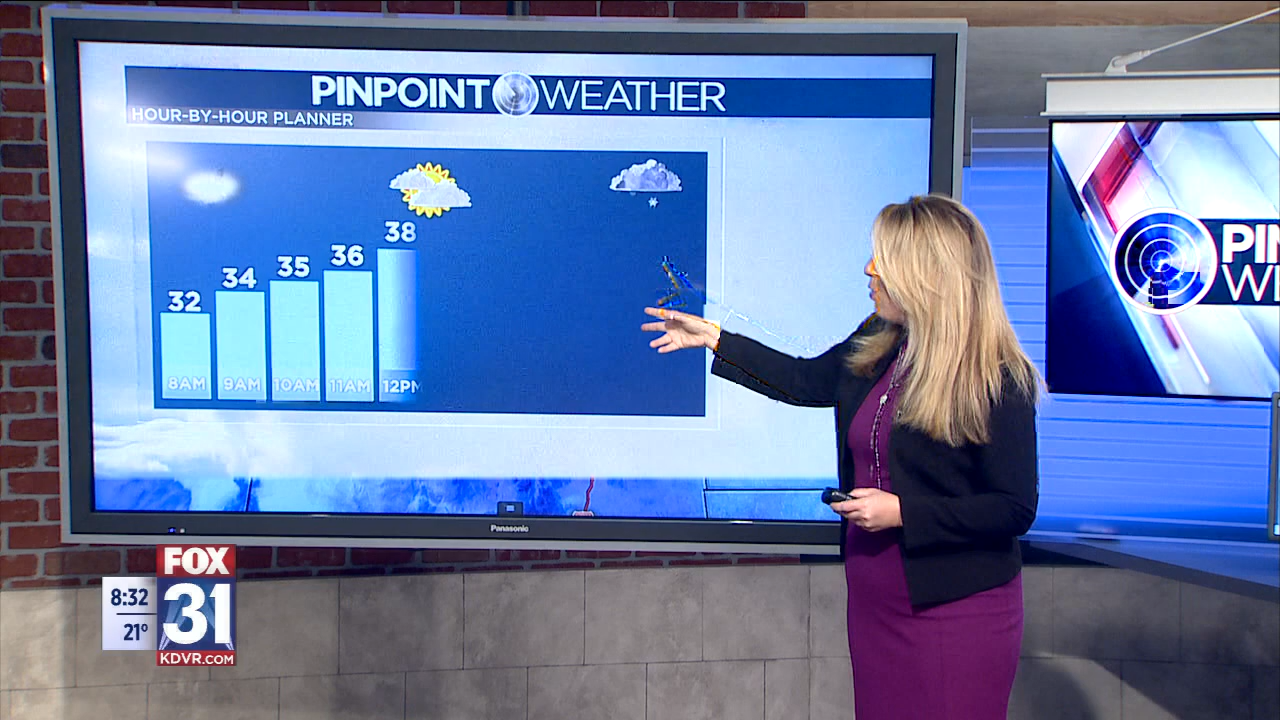 PINPOINT WEATHER
HOUR-BY-HOUR PLANNER
32 34 35 36 38
8AM 9AM 10AM 11AM 12PM
Panasonic
8:32
21°
FOX
31
KDVR.COM